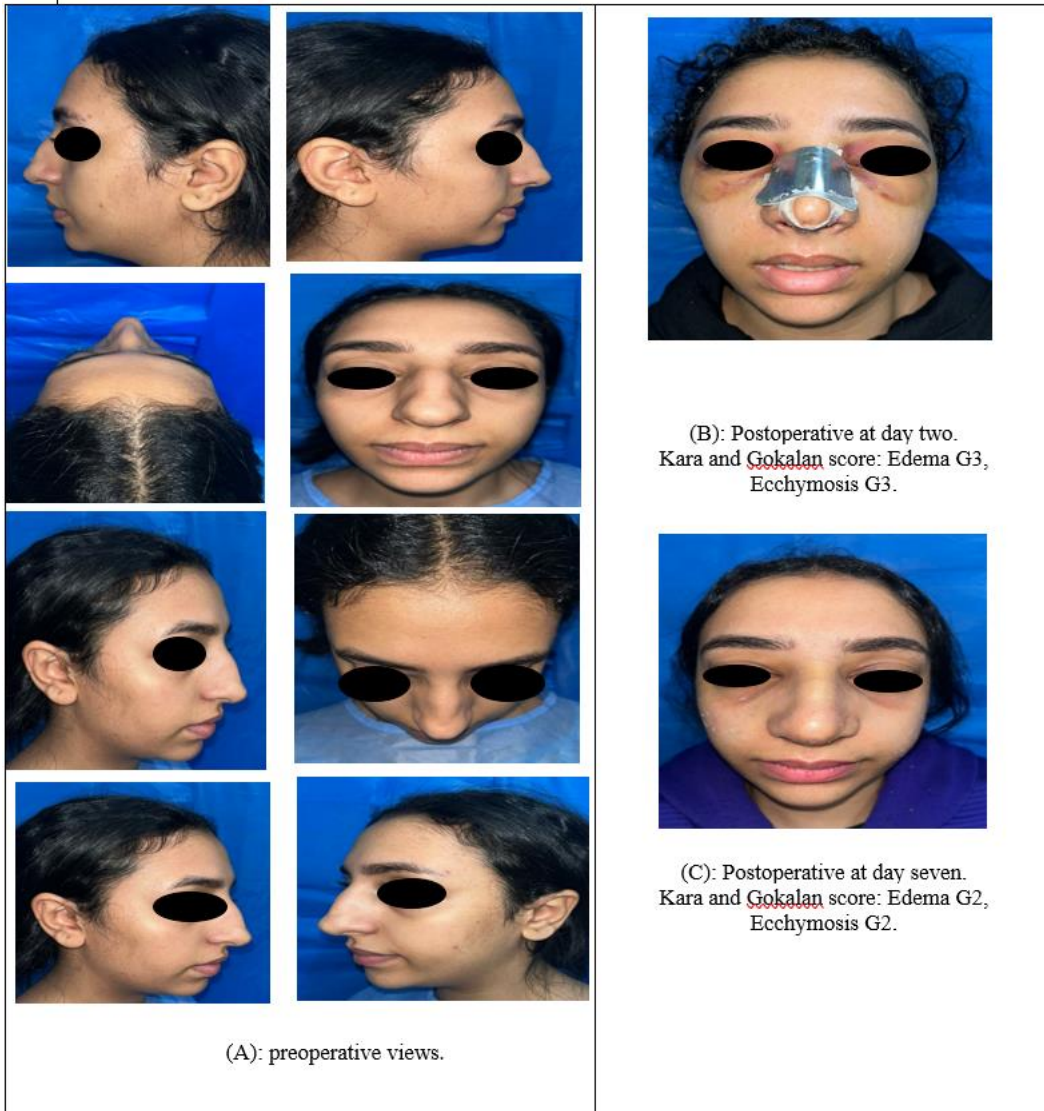 (A): preoperative views.
(B): Postoperative at day two.
Kara and Gokalan score: Edema G3,
Ecchymosis G3.
(C): Postoperative at day seven.
Kara and Gokalan score: Edema G2,
Ecchymosis G2.